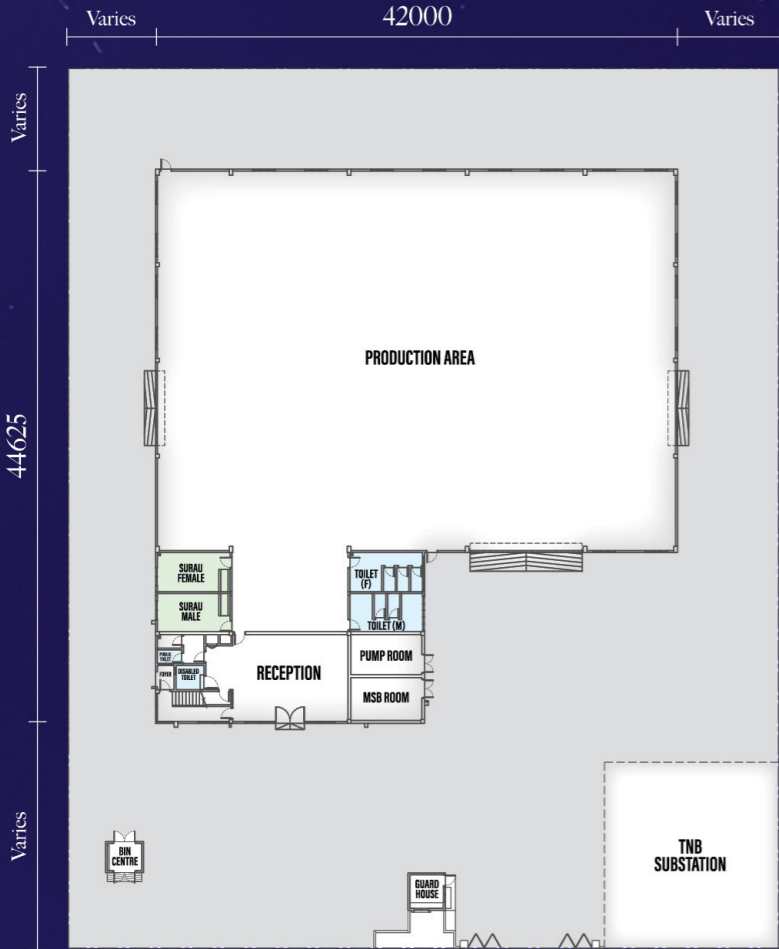 Varies
42000
Varies
Varies
44625
Varies
PRODUCTION AREA
SURAU
FEMALE
SURAU
MALE
TOILET
(F)
TOILET (M)
PUBLIC
TOILET
FOYER
DISABLED
TOILET
RECEPTION
PUMP ROOM
MSB ROOM
BIN
CENTRE
GUARD
HOUSE
TNB
SUBSTATION